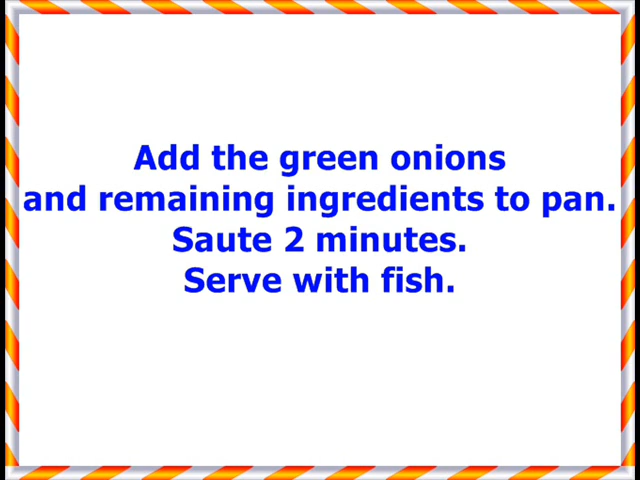 Add the green onions
and remaining ingredients to pan.
Saute 2 minutes.
Serve with fish.